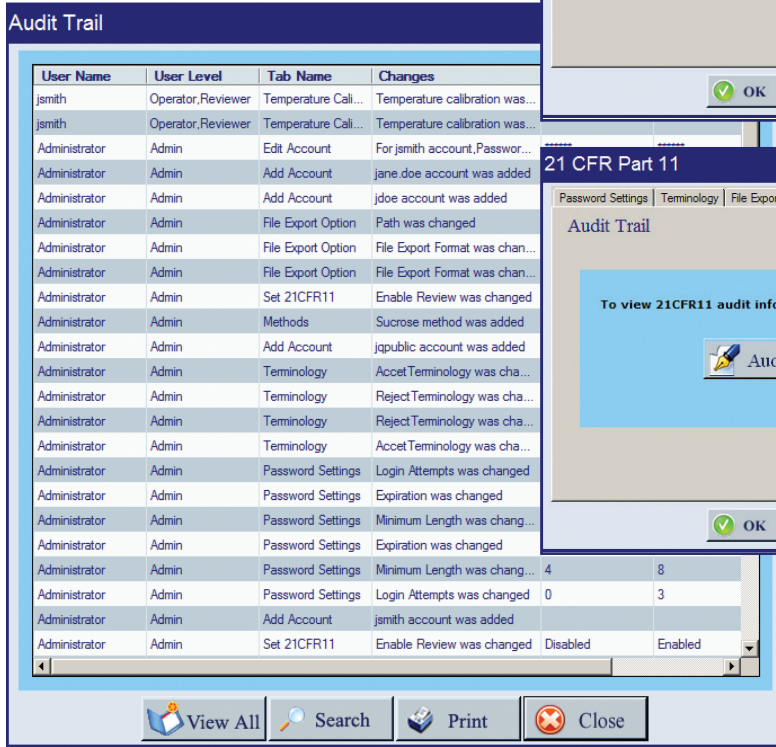 Audit Trail
User Name User Level Tab Name Changes
jsmith Operator,Reviewer Temperature Cali... Temperature calibration was...
jsmith Operator,Reviewer Temperature Cali... Temperature calibration was...
Administrator Admin Edit Account For jsmith account,Passwor... ****** ******
Administrator Admin Add Account jane.doe account was added
Administrator Admin Add Account jdoe account was added
Administrator Admin File Export Option Path was changed
Administrator Admin File Export Option File Export Format was chan...
Administrator Admin File Export Option File Export Format was chan...
Administrator Admin Set 21CFR11 Enable Review was changed
Administrator Admin Methods Sucrose method was added
Administrator Admin Add Account jqpublic account was added
Administrator Admin Terminology AccetTerminology was cha...
Administrator Admin Terminology RejectTerminology was cha...
Administrator Admin Terminology RejectTerminology was cha...
Administrator Admin Terminology AccetTerminology was cha...
Administrator Admin Password Settings Login Attempts was changed
Administrator Admin Password Settings Expiration was changed
Administrator Admin Password Settings Minimum Length was chang...
Administrator Admin Password Settings Expiration was changed
Administrator Admin Password Settings Minimum Length was chang... 4 8
Administrator Admin Password Settings Login Attempts was changed 0 3
Administrator Admin Add Account jsmith account was added
Administrator Admin Set 21CFR11 Enable Review was changed Disabled Enabled
View All Search Print Close
OK
21 CFR Part 11
Password Settings Terminology File Expor
Audit Trail
To view 21CFR11 audit info
Aud
OK